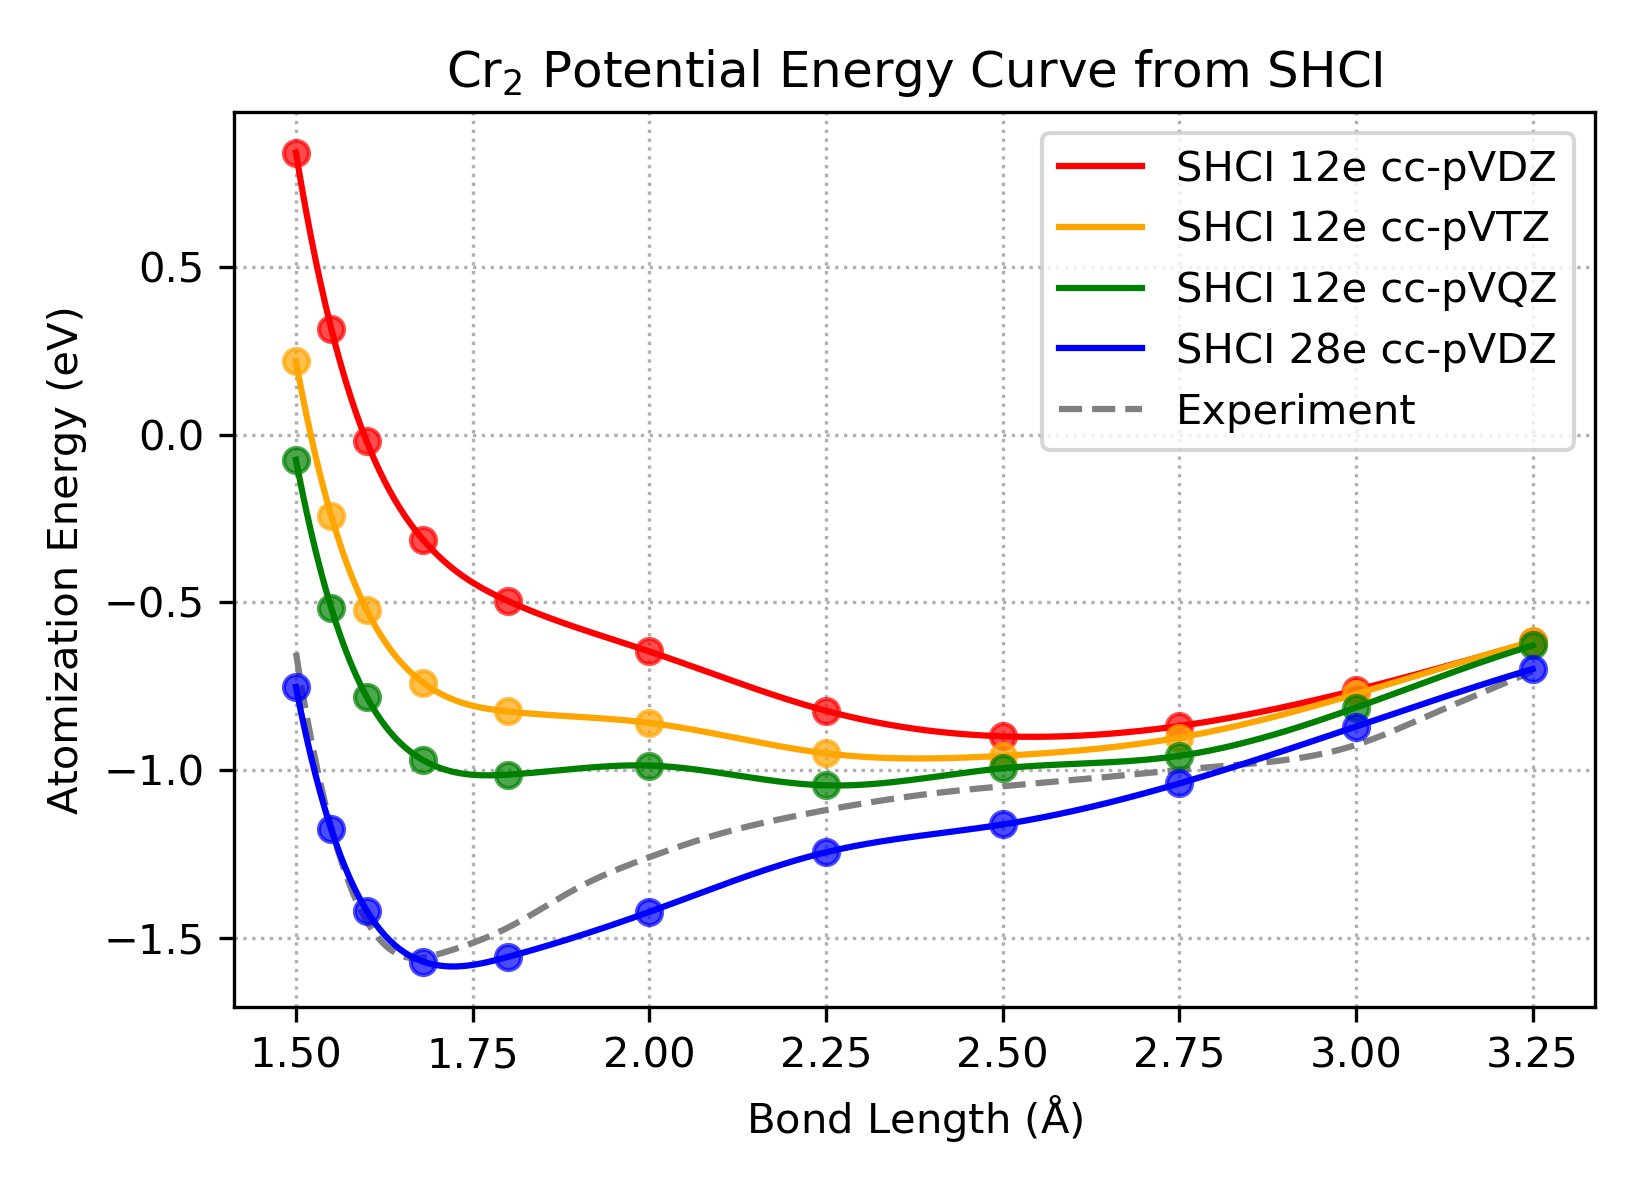 Cr₂ Potential Energy Curve from SHCI
SHCI 12e cc-pVDZ
SHCI 12e cc-pVTZ
SHCI 12e cc-pVQZ
SHCI 28e cc-pVDZ
Experiment
Atomization Energy (eV)
0.5
0.0
−0.5
−1.0
−1.5
1.50 1.75 2.00 2.25 2.50 2.75 3.00 3.25
Bond Length (Å)